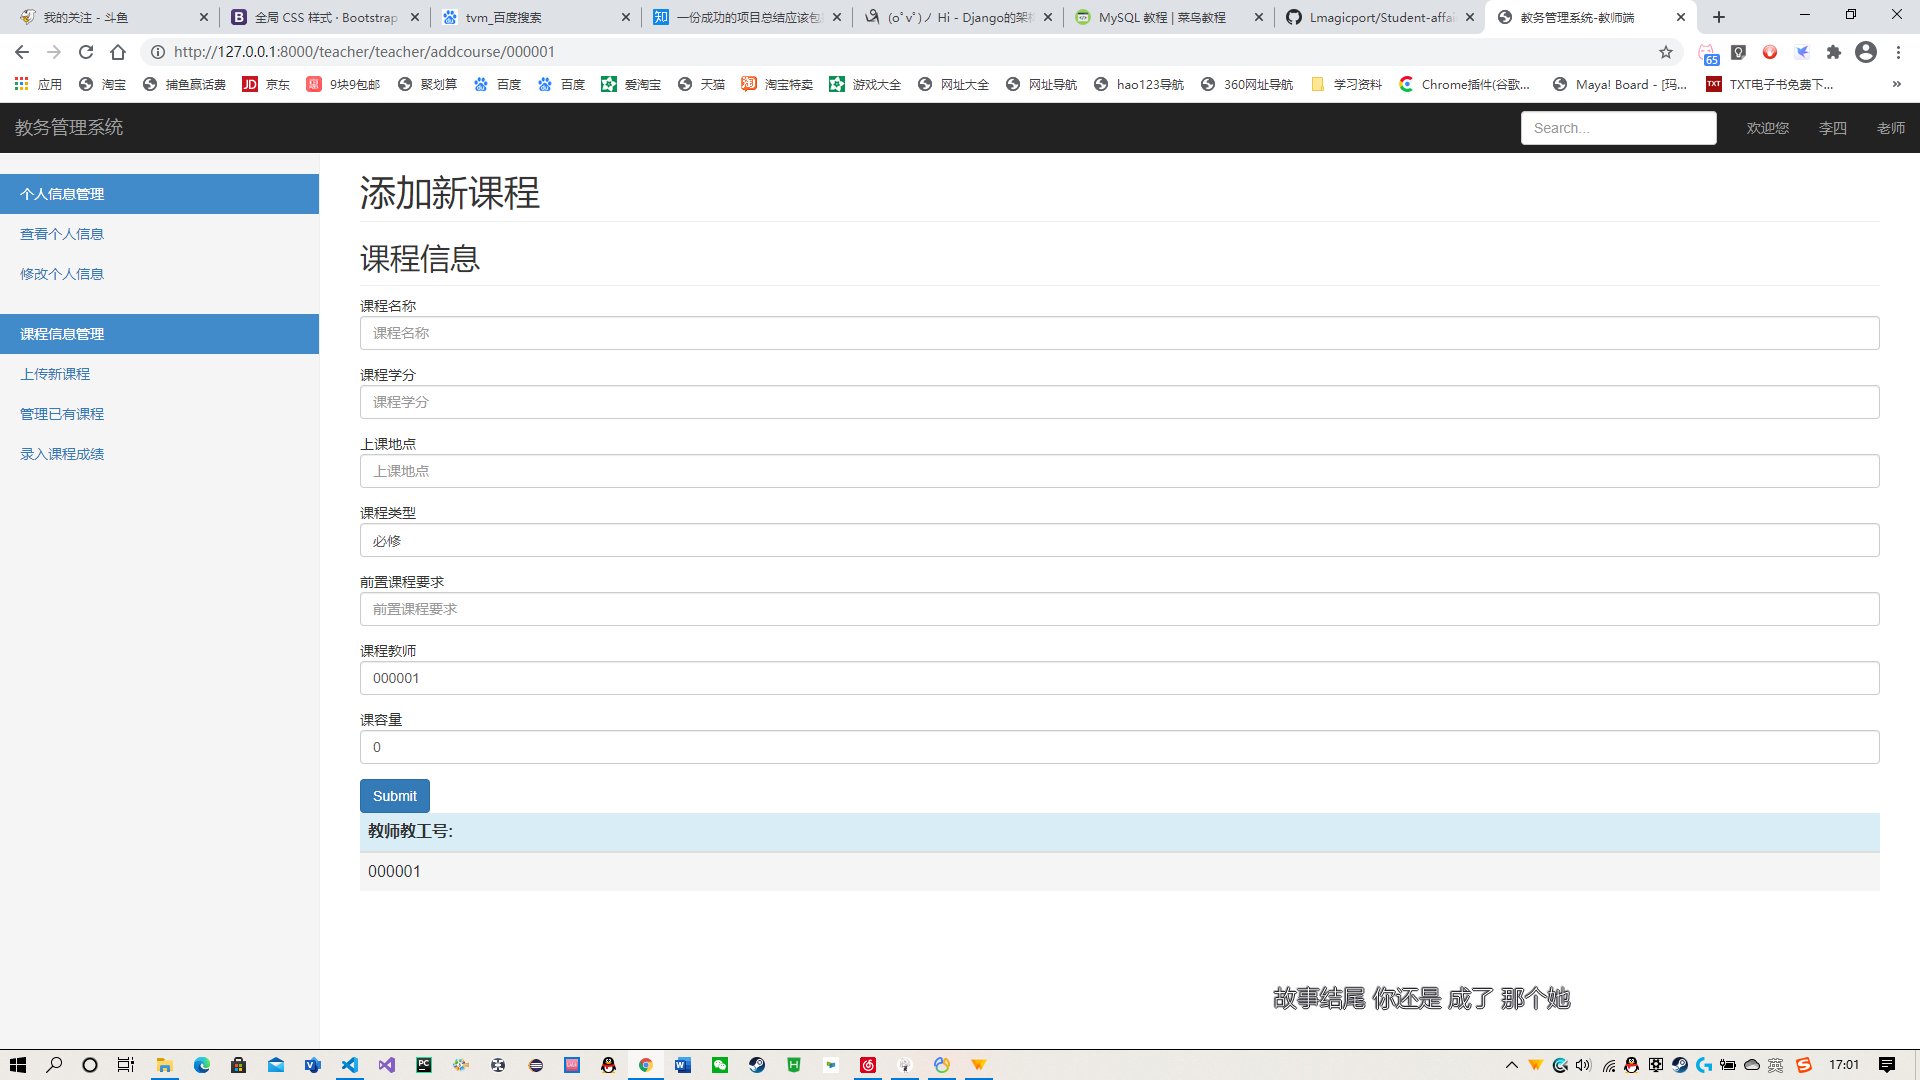 我的关注 - 斗鱼
全局 CSS 样式 · Bootstrap
tvm_百度搜索
知 一份成功的项目总结应该包
(oﾟvﾟ)ノ Hi - Django的架
MySQL 教程 | 菜鸟教程
Lmagicport/Student-affai
教务管理系统-教师端
http://127.0.0.1:8000/teacher/teacher/addcourse/000001
65
应用
淘宝
捕鱼赢话费
JD 京东
9块9包邮
聚划算
百度
百度
爱淘宝
天猫
淘宝特卖
游戏大全
网址大全
网址导航
hao123导航
360网址导航
学习资料
Chrome插件(谷歌...
Maya! Board - [玛...
TXT TXT电子书免费下...
教务管理系统
Search...
欢迎您
李四
老师
个人信息管理
查看个人信息
修改个人信息
课程信息管理
上传新课程
管理已有课程
录入课程成绩
添加新课程
课程信息
课程名称
课程名称
课程学分
课程学分
上课地点
上课地点
课程类型
必修
前置课程要求
前置课程要求
课程教师
000001
课容量
0
Submit
教师教工号:
000001
故事结尾 你还是 成了 那个她
英
17:01